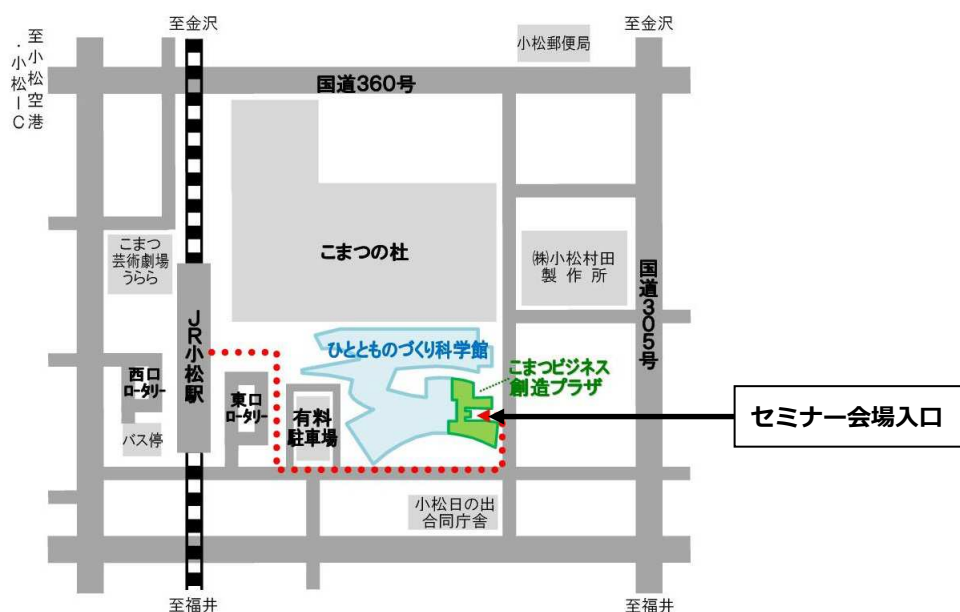 至金沢
至金沢
小松郵便局
至小松空港
・小松IC
国道360号
こまつの杜
こまつ
芸術劇場
うらら
㈱小松村田
製作所
国道305号
JR小松駅
ひととものづくり科学館
こまつビジネス
創造プラザ
西口
ロータリー
東口
ロータリー
有料
駐車場
セミナー会場入口
バス停
小松日の出
合同庁舎
至福井
至福井